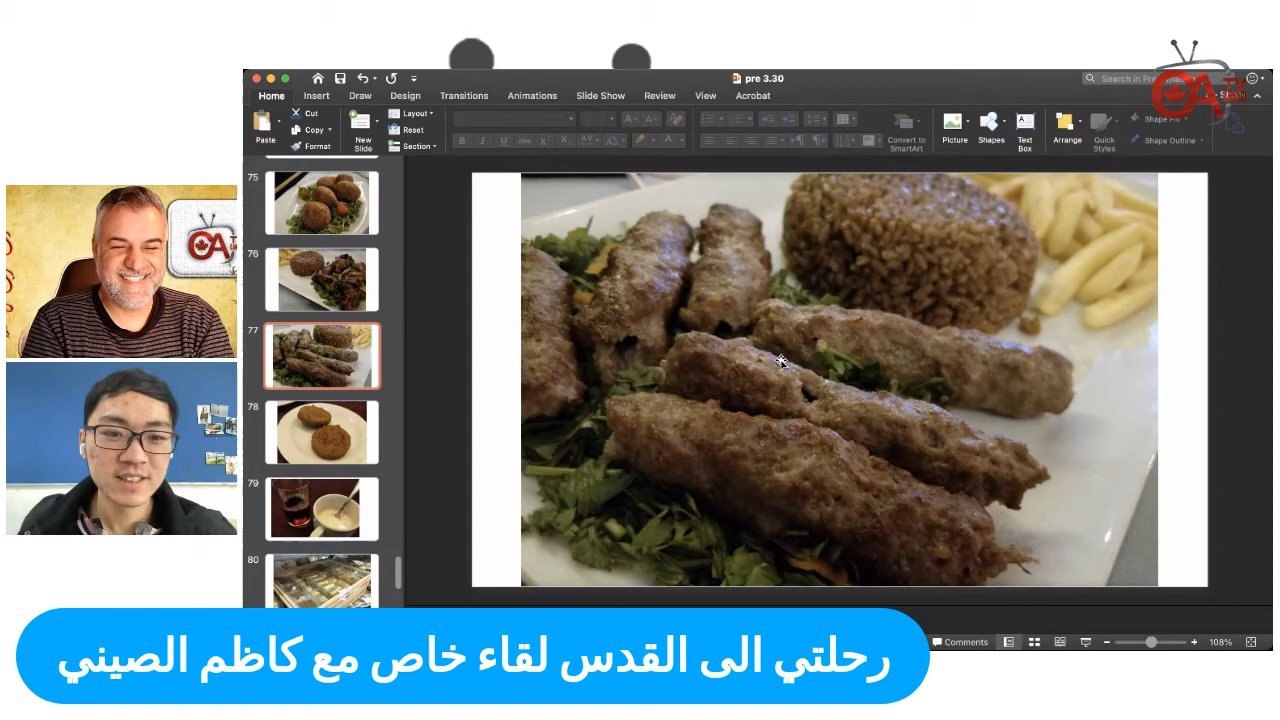 pre 3.30
Home
Insert
Draw
Design
Transitions
Animations
Slide Show
Review
View
Acrobat
Paste
Cut
Copy
Format
New Slide
Layout
Reset
Section
Convert to SmartArt
Picture
Shapes
Text Box
Arrange
Quick Styles
Shape Outline
75
76
77
78
79
80
Comments
108%
رحلتي الى القدس لقاء خاص مع كاظم الصيني